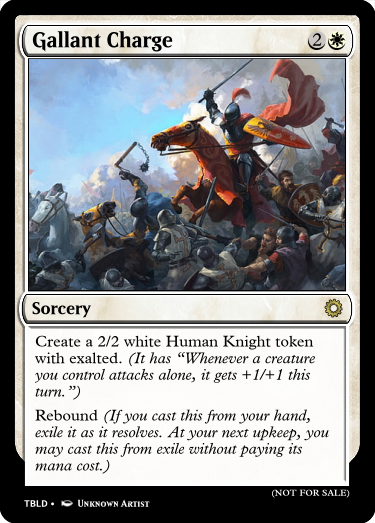 Gallant Charge 2
Sorcery
Create a 2/2 white Human Knight token
with exalted. (It has “Whenever a creature
you control attacks alone, it gets +1/+1 this
turn.”)
Rebound (If you cast this from your hand,
exile it as it resolves. At your next upkeep, you
may cast this from exile without paying its
mana cost.)
(NOT FOR SALE)
TBLD • Unknown Artist